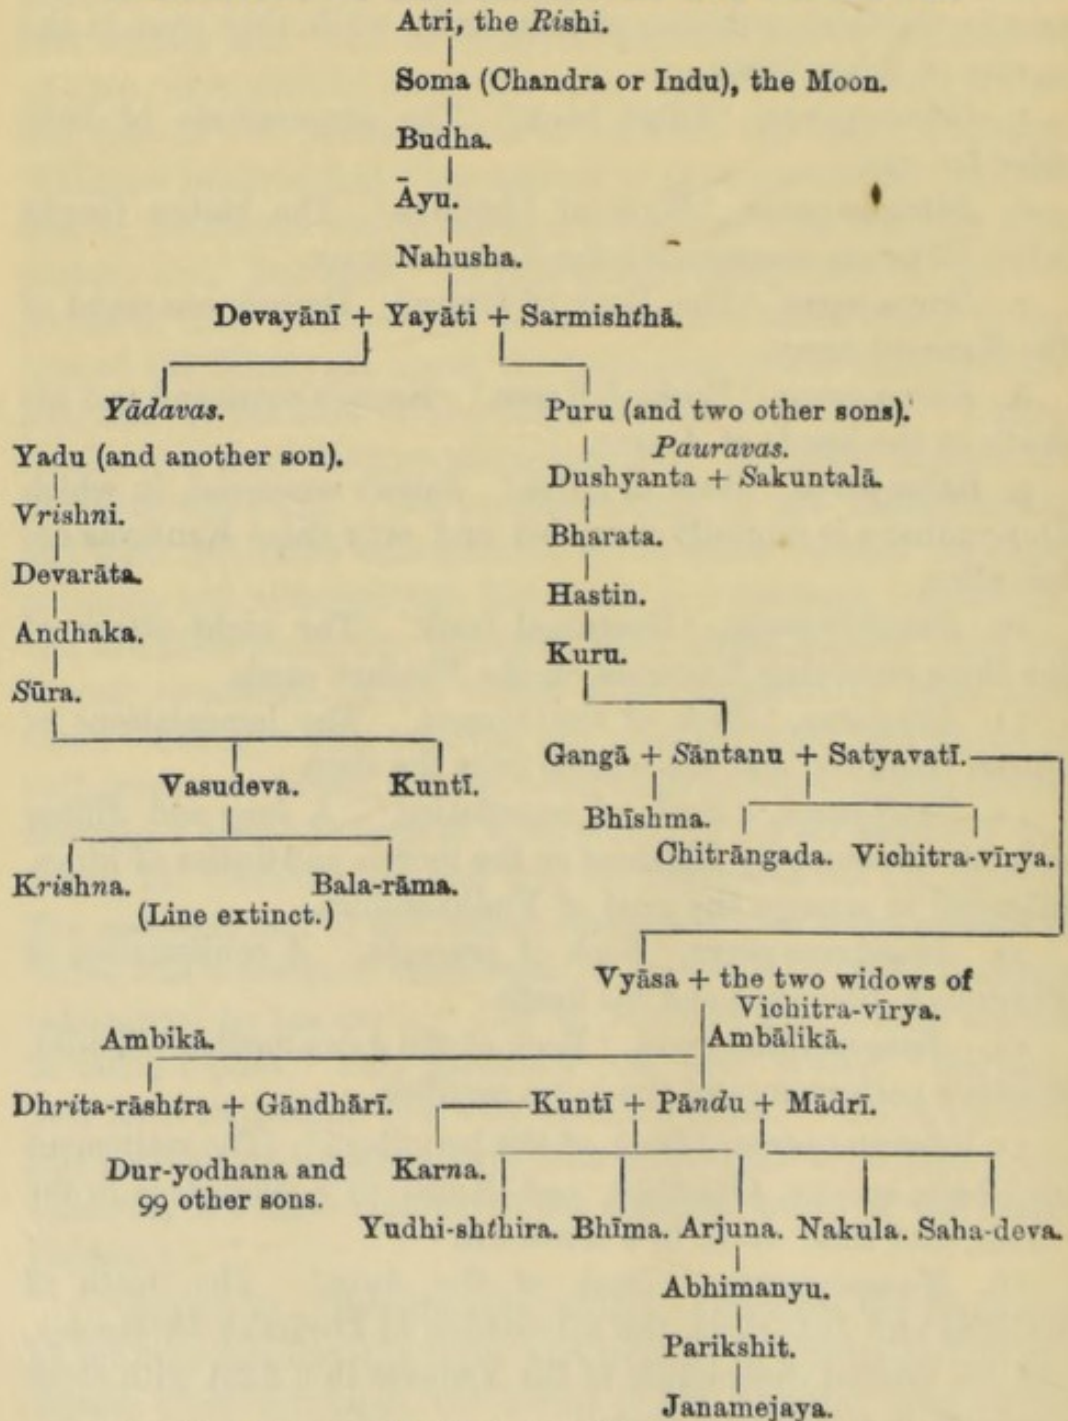 Atri, the Rishi.
Soma (Chandra or Indu), the Moon.
Budha.
Āyu.
Nahusha.
Devayānī + Yayāti + Sarmishthā.
Yādavas.
Puru (and two other sons).
Yadu (and another son).
Pauravas.
Dushyanta + Sakuntalā.
Vrishni.
Bharata.
Devarāta.
Hastin.
Andhaka.
Kuru.
Sūra.
Gangā + Sāntanu + Satyavatī.
Vasudeva. Kuntī.
Bhīshma.
Chitrāngada. Vichitra-vīrya.
Krishna. Bala-rāma.
(Line extinct.)
Vyāsa + the two widows of
Vichitra-vīrya.
Ambikā. Ambālikā.
Dhrita-rāshtra + Gāndhārī. Kuntī + Pāndu + Mādrī.
Dur-yodhana and Karna.
99 other sons.
Yudhi-shthira. Bhīma. Arjuna. Nakula. Saha-deva.
Abhimanyu.
Parikshit.
Janamejaya.